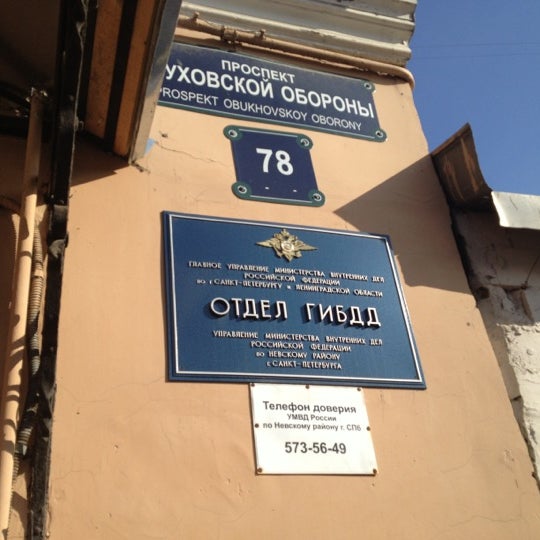 ПРОСПЕКТ
УХОВСКОЙ ОБОРОНЫ
PROSPEKT OBUKHOVSKOY OBORONY
78
ГЛАВНОЕ УПРАВЛЕНИЕ МИНИСТЕРСТВА ВНУТРЕННИХ ДЕЛ
РОССИЙСКОЙ ФЕДЕРАЦИИ
по г. САНКТ-ПЕТЕРБУРГУ и ЛЕНИНГРАДСКОЙ ОБЛАСТИ
ОТДЕЛ ГИБДД
УПРАВЛЕНИЕ МИНИСТЕРСТВА ВНУТРЕННИХ ДЕЛ
РОССИЙСКОЙ ФЕДЕРАЦИИ
по НЕВСКОМУ РАЙОНУ
г. САНКТ-ПЕТЕРБУРГА
Телефон доверия
УМВД России
по Невскому району г. СПб
573-56-49